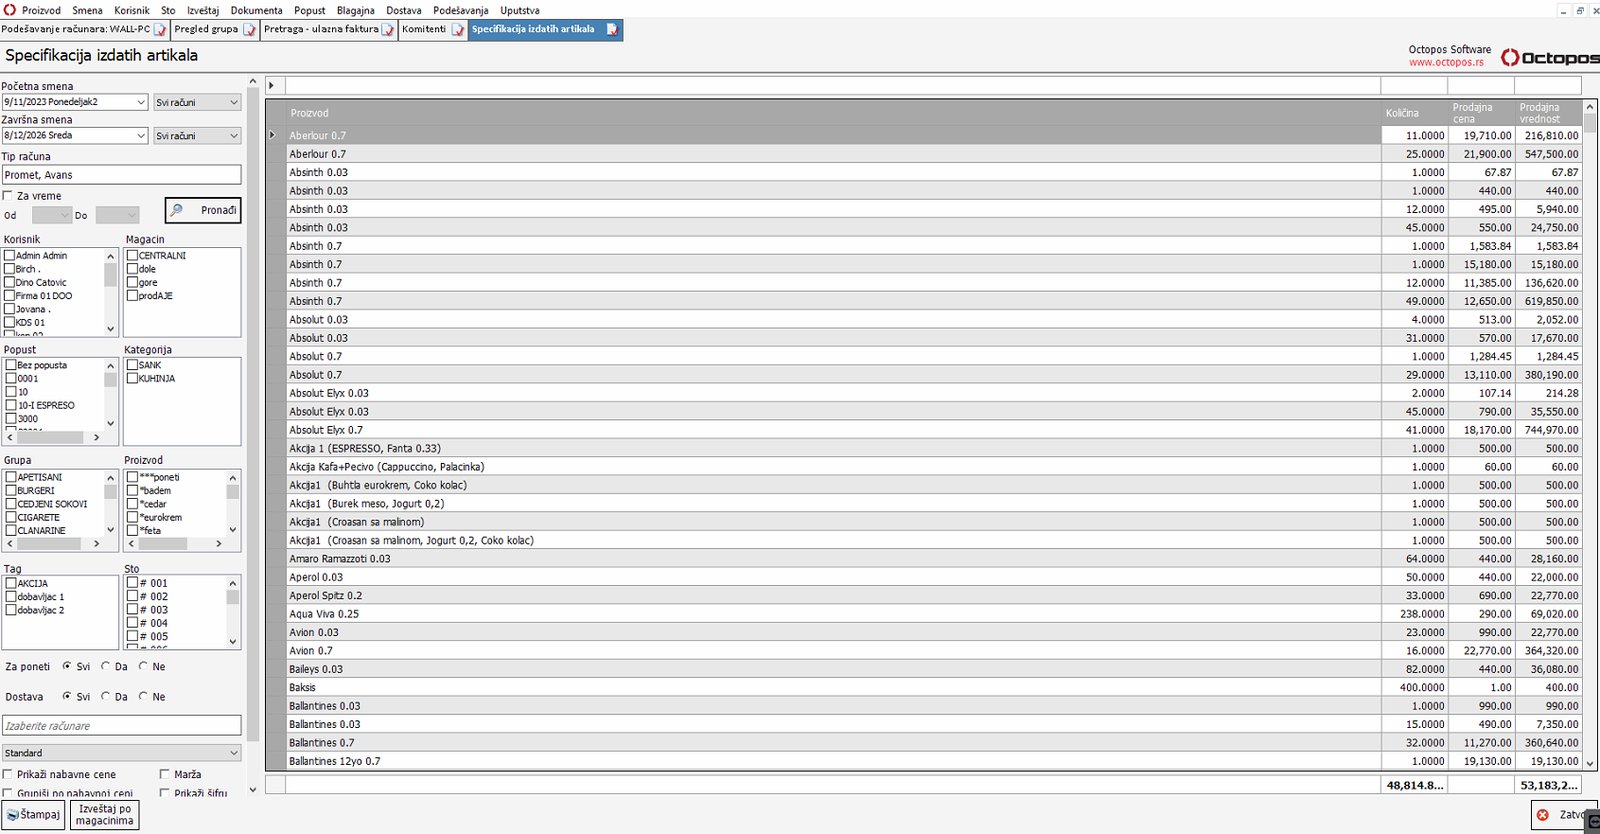 Proizvod Smena Korisnik Sto Izveštaj Dokumenta Popust Blagajna Dostava Podešavanja Uputstva
Podešavanje računara: WALL-PC Pregled grupa Pretraga - ulazna faktura Komitenti Specifikacija izdatih artikala
Specifikacija izdatih artikala
Octopos Software
www.octopos.rs
Octopos
Početna smena
9/11/2023 Ponedeljak2 Svi računi
Završna smena
8/12/2026 Sreda Svi računi
Tip računa
Promet, Avans
Za vreme
Od Do Pronađi
Korisnik Magacin
Admin Admin CENTRALNI
Birch . dole
Dino Catovic gore
Firma 01 DOO prodAJE
Jovana .
KDS 01
Popust Kategorija
Bez popusta SANK
0001 KUHINJA
10
10-I ESPRESO
3000
Grupa Proizvod
APETISANI ***poneti
BURGERI *badem
CEDJENI SOKOVI *cedar
CIGARETE *eurokrem
CLANARINE *feta
Tag Sto
AKCIJA # 001
dobavljac 1 # 002
dobavljac 2 # 003
# 004
# 005
Za poneti Svi Da Ne
Dostava Svi Da Ne
Izaberite računare
Standard
Prikaži nabavne cene Marža
Grupiši po nabavnoj ceni Prikaži šifru
Štampaj Izveštaj po magacinima
Proizvod Količina Prodajna cena Prodajna vrednost
Aberlour 0.7 11.0000 19,710.00 216,810.00
Aberlour 0.7 25.0000 21,900.00 547,500.00
Absinth 0.03 1.0000 67.87 67.87
Absinth 0.03 1.0000 440.00 440.00
Absinth 0.03 12.0000 495.00 5,940.00
Absinth 0.03 45.0000 550.00 24,750.00
Absinth 0.7 1.0000 1,583.84 1,583.84
Absinth 0.7 1.0000 15,180.00 15,180.00
Absinth 0.7 12.0000 11,385.00 136,620.00
Absinth 0.7 49.0000 12,650.00 619,850.00
Absolut 0.03 4.0000 513.00 2,052.00
Absolut 0.03 31.0000 570.00 17,670.00
Absolut 0.7 1.0000 1,284.45 1,284.45
Absolut 0.7 29.0000 13,110.00 380,190.00
Absolut Elyx 0.03 2.0000 107.14 214.28
Absolut Elyx 0.03 45.0000 790.00 35,550.00
Absolut Elyx 0.7 41.0000 18,170.00 744,970.00
Akcija 1 (ESPRESSO, Fanta 0.33) 1.0000 500.00 500.00
Akcija Kafa+Pecivo (Cappuccino, Palacinka) 1.0000 60.00 60.00
Akcija1 (Buhtla eurokrem, Coko kolac) 1.0000 500.00 500.00
Akcija1 (Burek meso, Jogurt 0,2) 1.0000 500.00 500.00
Akcija1 (Croasan sa malinom) 1.0000 500.00 500.00
Akcija1 (Croasan sa malinom, Jogurt 0,2, Coko kolac) 1.0000 500.00 500.00
Amaro Ramazzoti 0.03 64.0000 440.00 28,160.00
Aperol 0.03 50.0000 440.00 22,000.00
Aperol Spitz 0.2 33.0000 690.00 22,770.00
Aqua Viva 0.25 238.0000 290.00 69,020.00
Avion 0.03 23.0000 990.00 22,770.00
Avion 0.7 16.0000 22,770.00 364,320.00
Baileys 0.03 82.0000 440.00 36,080.00
Baksis 400.0000 1.00 400.00
Ballantines 0.03 1.0000 990.00 990.00
Ballantines 0.03 15.0000 490.00 7,350.00
Ballantines 0.7 32.0000 11,270.00 360,640.00
Ballantines 12yo 0.7 1.0000 19,130.00 19,130.00
48,814.8... 53,183,2...